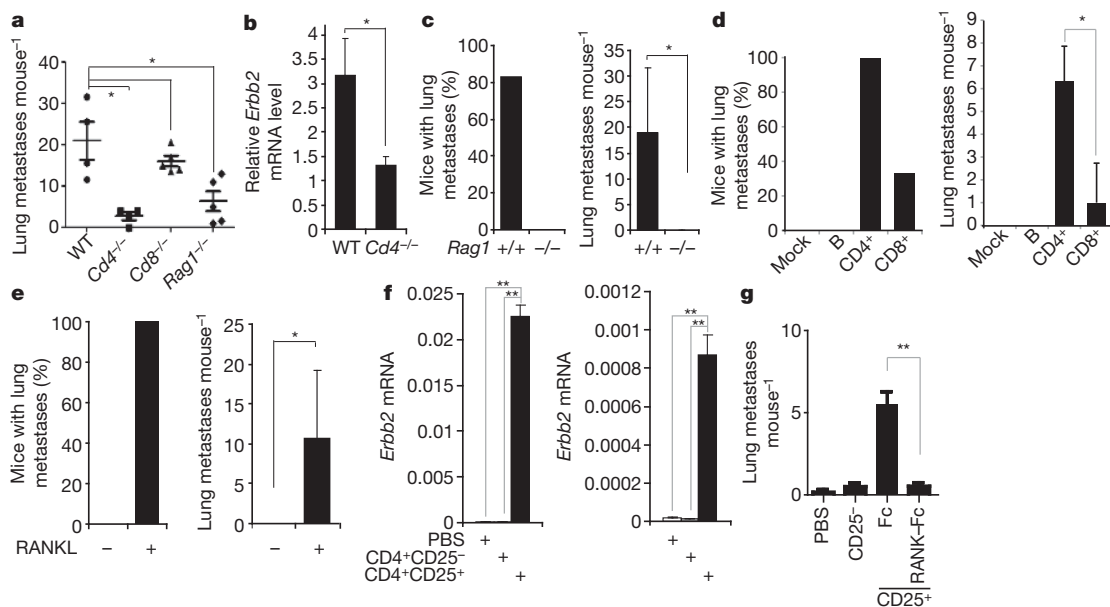 a
Lung metastases mouse⁻¹
40
30
20
10
0
*
*
WT
Cd4⁻/⁻
Cd8⁻/⁻
Rag1⁻/⁻
b
Relative Erbb2
mRNA level
4
3.5
3
2.5
2
1.5
1
0.5
0
*
WT Cd4⁻/⁻
c
Mice with lung
metastases (%)
100
80
60
40
20
0
Rag1 +/+ −/−
Lung metastases mouse⁻¹
35
30
25
20
15
10
5
0
*
+/+ −/−
d
Mice with lung
metastases (%)
100
80
60
40
20
0
Mock
B
CD4⁺
CD8⁺
Lung metastases mouse⁻¹
9
8
7
6
5
4
3
2
1
0
*
Mock
B
CD4⁺
CD8⁺
e
Mice with lung
metastases (%)
100
80
60
40
20
0
RANKL − +
Lung metastases mouse⁻¹
25
20
15
10
5
0
*
− +
f
Erbb2 mRNA
0.025
0.02
0.015
0.01
0.005
0
**
**
PBS +
CD4⁺CD25⁻ +
CD4⁺CD25⁺ +
Erbb2 mRNA
0.0012
0.001
0.0008
0.0006
0.0004
0.0002
0
**
**
+
+
+
g
Lung metastases
mouse⁻¹
10
5
0
**
PBS
CD25⁻
Fc
RANK–Fc
CD25⁺